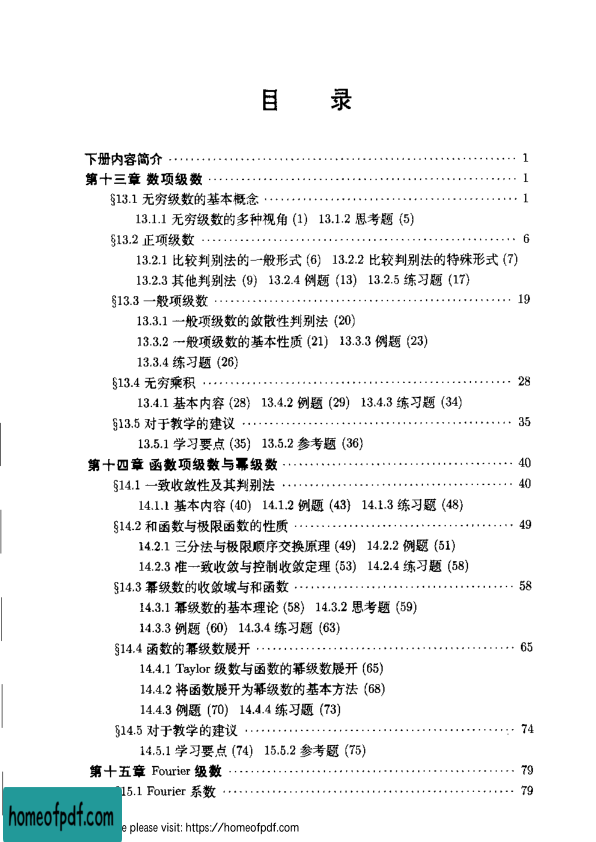 目 录
下册内容简介 ······ 1
第十三章 数项级数 ······ 1
§13.1 无穷级数的基本概念 ······ 1
13.1.1 无穷级数的多种视角 (1) 13.1.2 思考题 (5)
§13.2 正项级数 ······ 6
13.2.1 比较判别法的一般形式 (6) 13.2.2 比较判别法的特殊形式 (7)
13.2.3 其他判别法 (9) 13.2.4 例题 (13) 13.2.5 练习题 (17)
§13.3 一般项级数 ······ 19
13.3.1 一般项级数的敛散性判别法 (20)
13.3.2 一般项级数的基本性质 (21) 13.3.3 例题 (23)
13.3.4 练习题 (26)
§13.4 无穷乘积 ······ 28
13.4.1 基本内容 (28) 13.4.2 例题 (29) 13.4.3 练习题 (34)
§13.5 对于教学的建议 ······ 35
13.5.1 学习要点 (35) 13.5.2 参考题 (36)
第十四章 函数项级数与幂级数 ······ 40
§14.1 一致收敛性及其判别法 ······ 40
14.1.1 基本内容 (40) 14.1.2 例题 (43) 14.1.3 练习题 (48)
§14.2 和函数与极限函数的性质 ······ 49
14.2.1 三分法与极限顺序交换原理 (49) 14.2.2 例题 (51)
14.2.3 准一致收敛与控制收敛定理 (53) 14.2.4 练习题 (58)
§14.3 幂级数的收敛域与和函数 ······ 58
14.3.1 幂级数的基本理论 (58) 14.3.2 思考题 (59)
14.3.3 例题 (60) 14.3.4 练习题 (63)
§14.4 函数的幂级数展开 ······ 65
14.4.1 Taylor 级数与函数的幂级数展开 (65)
14.4.2 将函数展开为幂级数的基本方法 (68)
14.4.3 例题 (70) 14.4.4 练习题 (73)
§14.5 对于教学的建议 ······ 74
14.5.1 学习要点 (74) 15.5.2 参考题 (75)
第十五章 Fourier 级数 ······ 79
§15.1 Fourier 系数 ······ 79
homeofpdf.com
please visit: https://homeofpdf.com